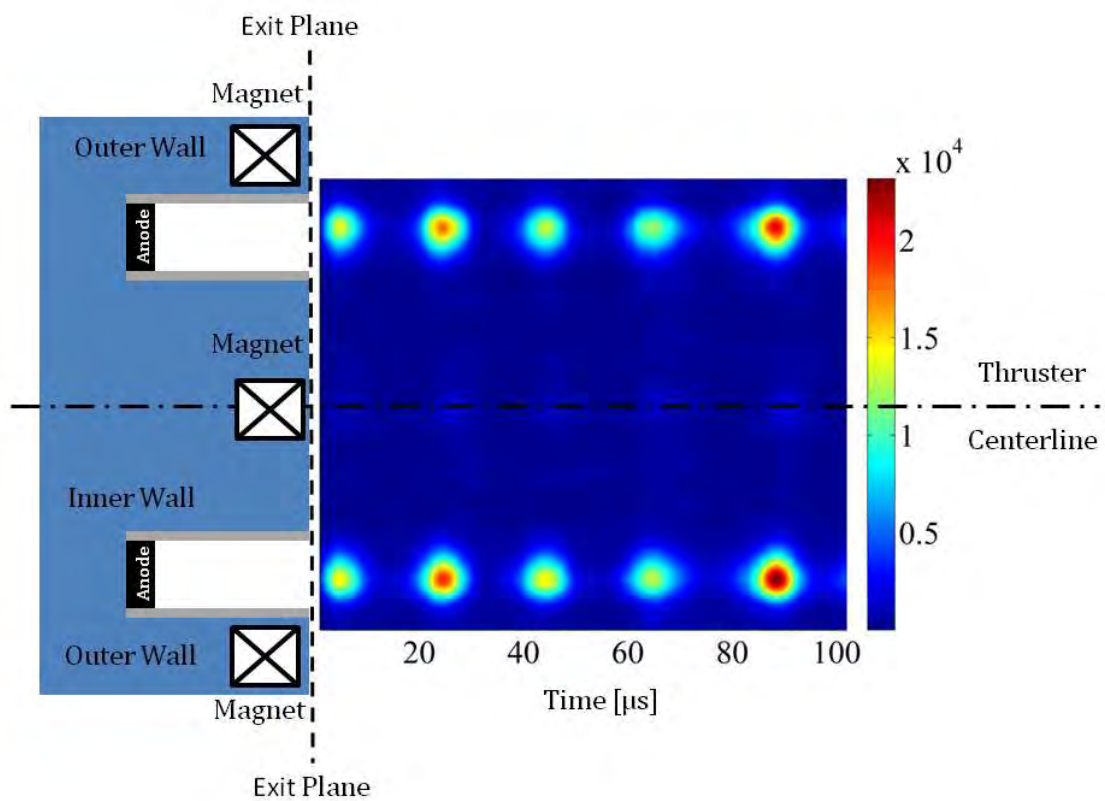 Exit Plane
Magnet
Outer Wall
Anode
x 10^4
2
1.5
1
0.5
Magnet
Thruster
Centerline
Inner Wall
Anode
Outer Wall
Magnet
20 40 60 80 100
Time [μs]
Exit Plane